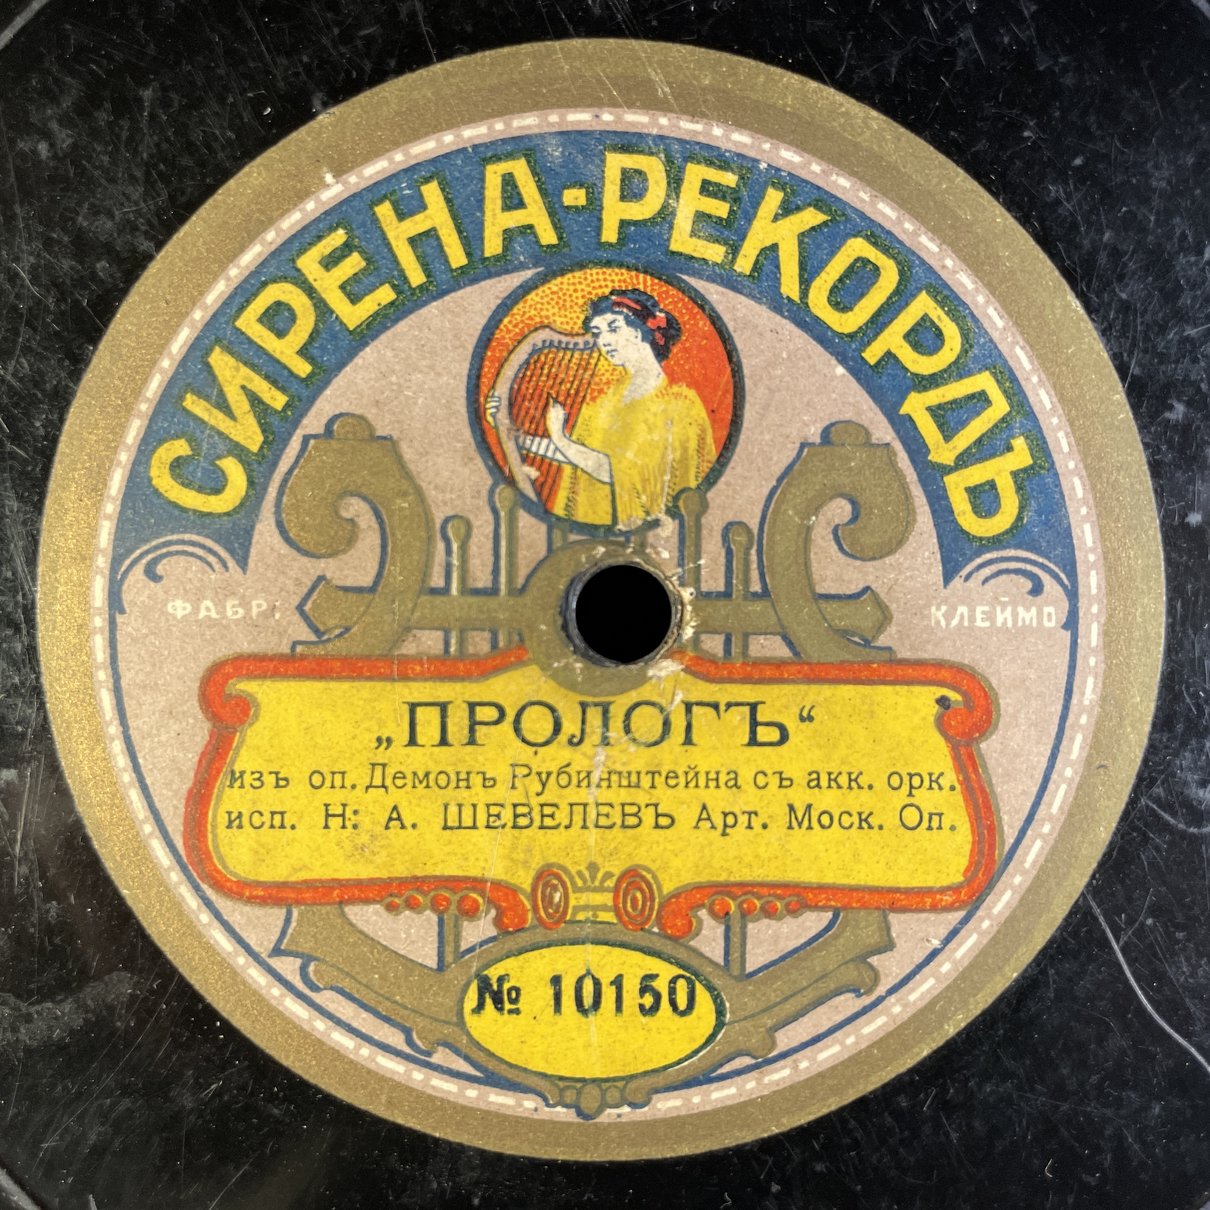 СИРЕНА-РЕКОРДЪ
ФАБР: КЛЕЙМО
„ПРОЛОГЪ“
изъ оп. Демонъ Рубинштейна съ акк. орк.
исп. Н: А. ШЕВЕЛЕВЪ Арт. Моск. Оп.
№ 10150